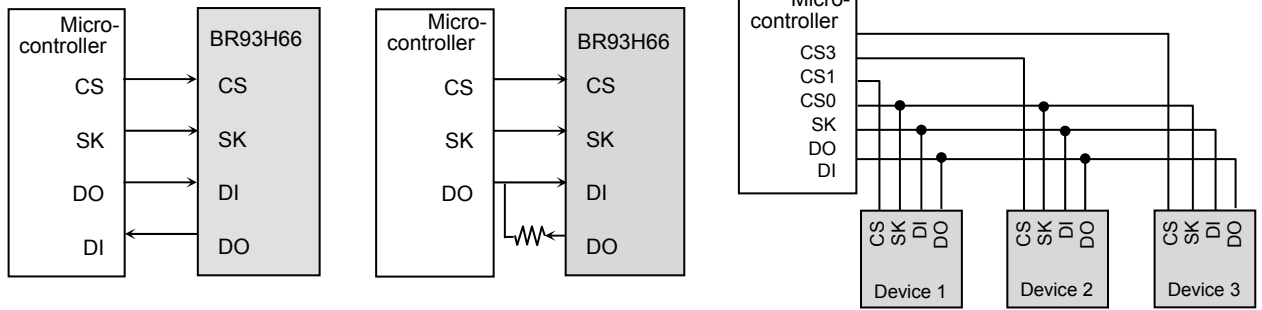 Micro-
controller
CS
SK
DO
DI
BR93H66
CS
SK
DI
DO
Micro-
controller
CS
SK
DO
BR93H66
CS
SK
DI
DO
Micro-
controller
CS3
CS1
CS0
SK
DO
DI
CS
SK
DI
DO
Device 1
CS
SK
DI
DO
Device 2
CS
SK
DI
DO
Device 3